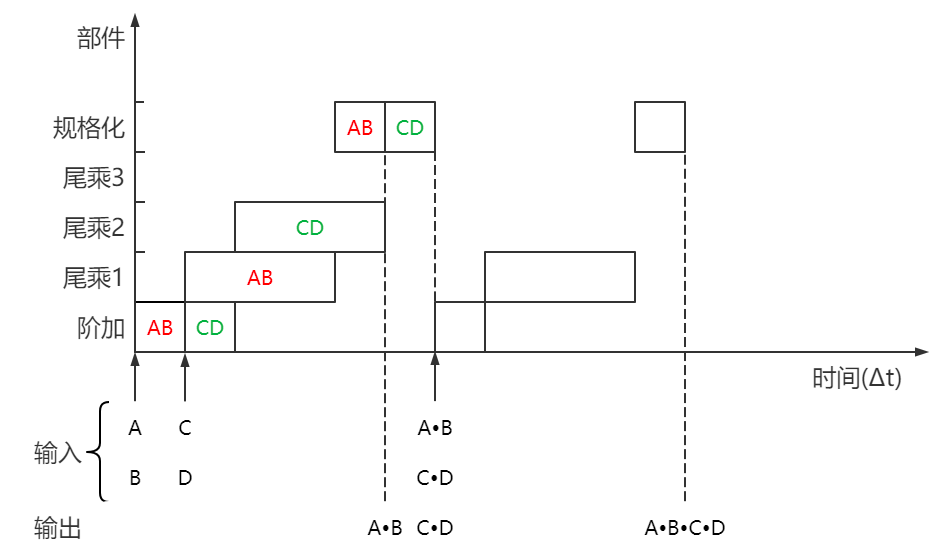 部件
规格化 AB CD
尾乘3
尾乘2 CD
尾乘1 AB
阶加 AB CD
时间(Δt)
输入
A C A•B
B D C•D
输出 A•B C•D A•B•C•D